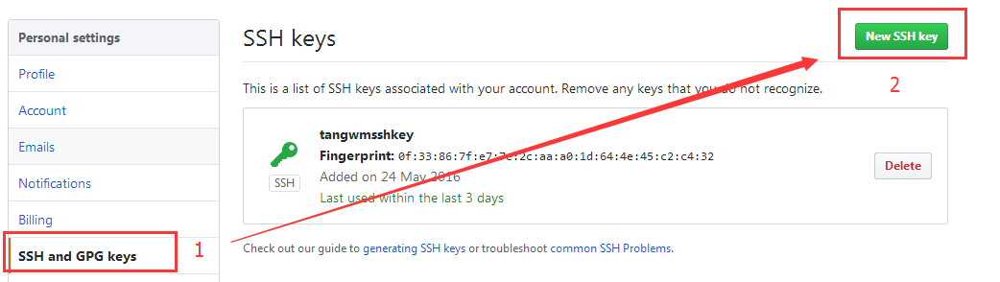 Personal settings
Profile
Account
Emails
Notifications
Billing
SSH and GPG keys
1
SSH keys
New SSH key
2
This is a list of SSH keys associated with your account. Remove any keys that you do not recognize.
tangwmsshkey
Fingerprint: 0f:33:86:7f:e7:7e:2c:aa:a0:1d:64:4e:45:c2:c4:32
SSH
Added on 24 May 2016
Delete
Last used within the last 3 days
Check out our guide to generating SSH keys or troubleshoot common SSH Problems.